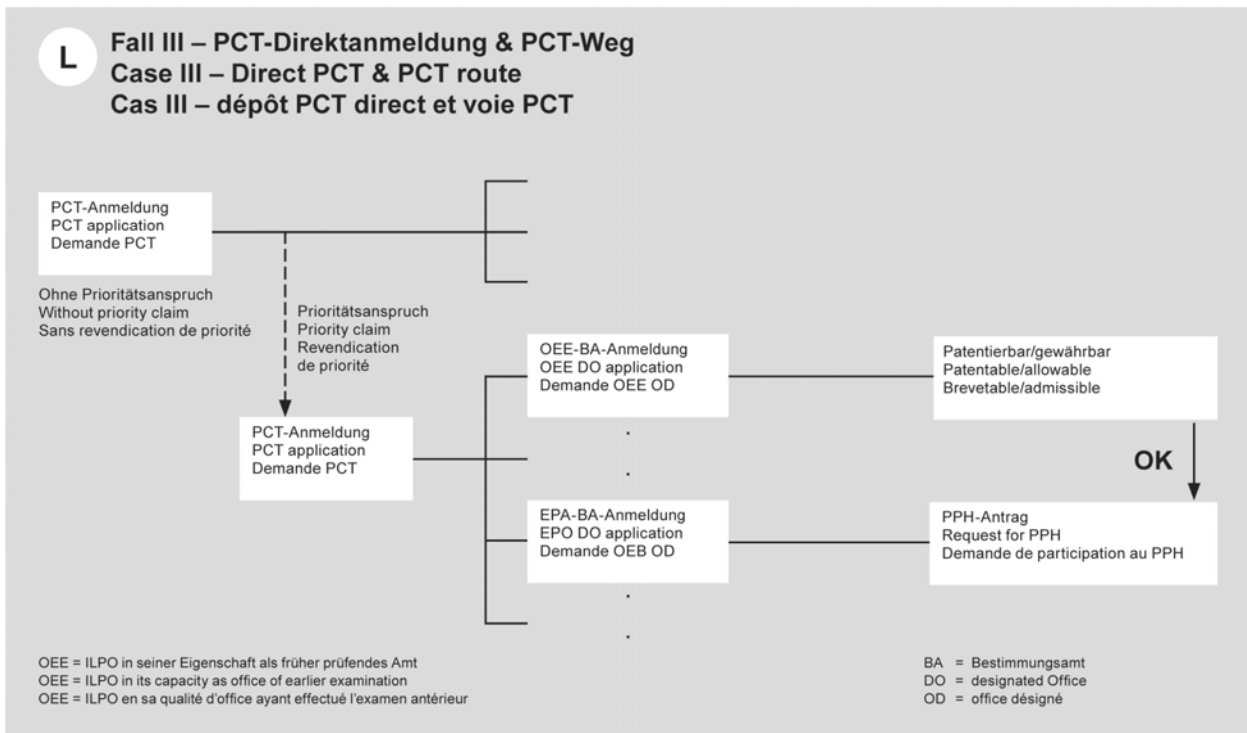 L
Fall III – PCT-Direktanmeldung & PCT-Weg
Case III – Direct PCT & PCT route
Cas III – dépôt PCT direct et voie PCT
PCT-Anmeldung
PCT application
Demande PCT
Ohne Prioritätsanspruch
Without priority claim
Sans revendication de priorité
Prioritätsanspruch
Priority claim
Revendication
de priorité
OEE-BA-Anmeldung
OEE DO application
Demande OEE OD
Patentierbar/gewährbar
Patentable/allowable
Brevetable/admissible
PCT-Anmeldung
PCT application
Demande PCT
OK
EPA-BA-Anmeldung
EPO DO application
Demande OEB OD
PPH-Antrag
Request for PPH
Demande de participation au PPH
OEE = ILPO in seiner Eigenschaft als früher prüfendes Amt
OEE = ILPO in its capacity as office of earlier examination
OEE = ILPO en sa qualité d'office ayant effectué l'examen antérieur
BA = Bestimmungsamt
DO = designated Office
OD = office désigné